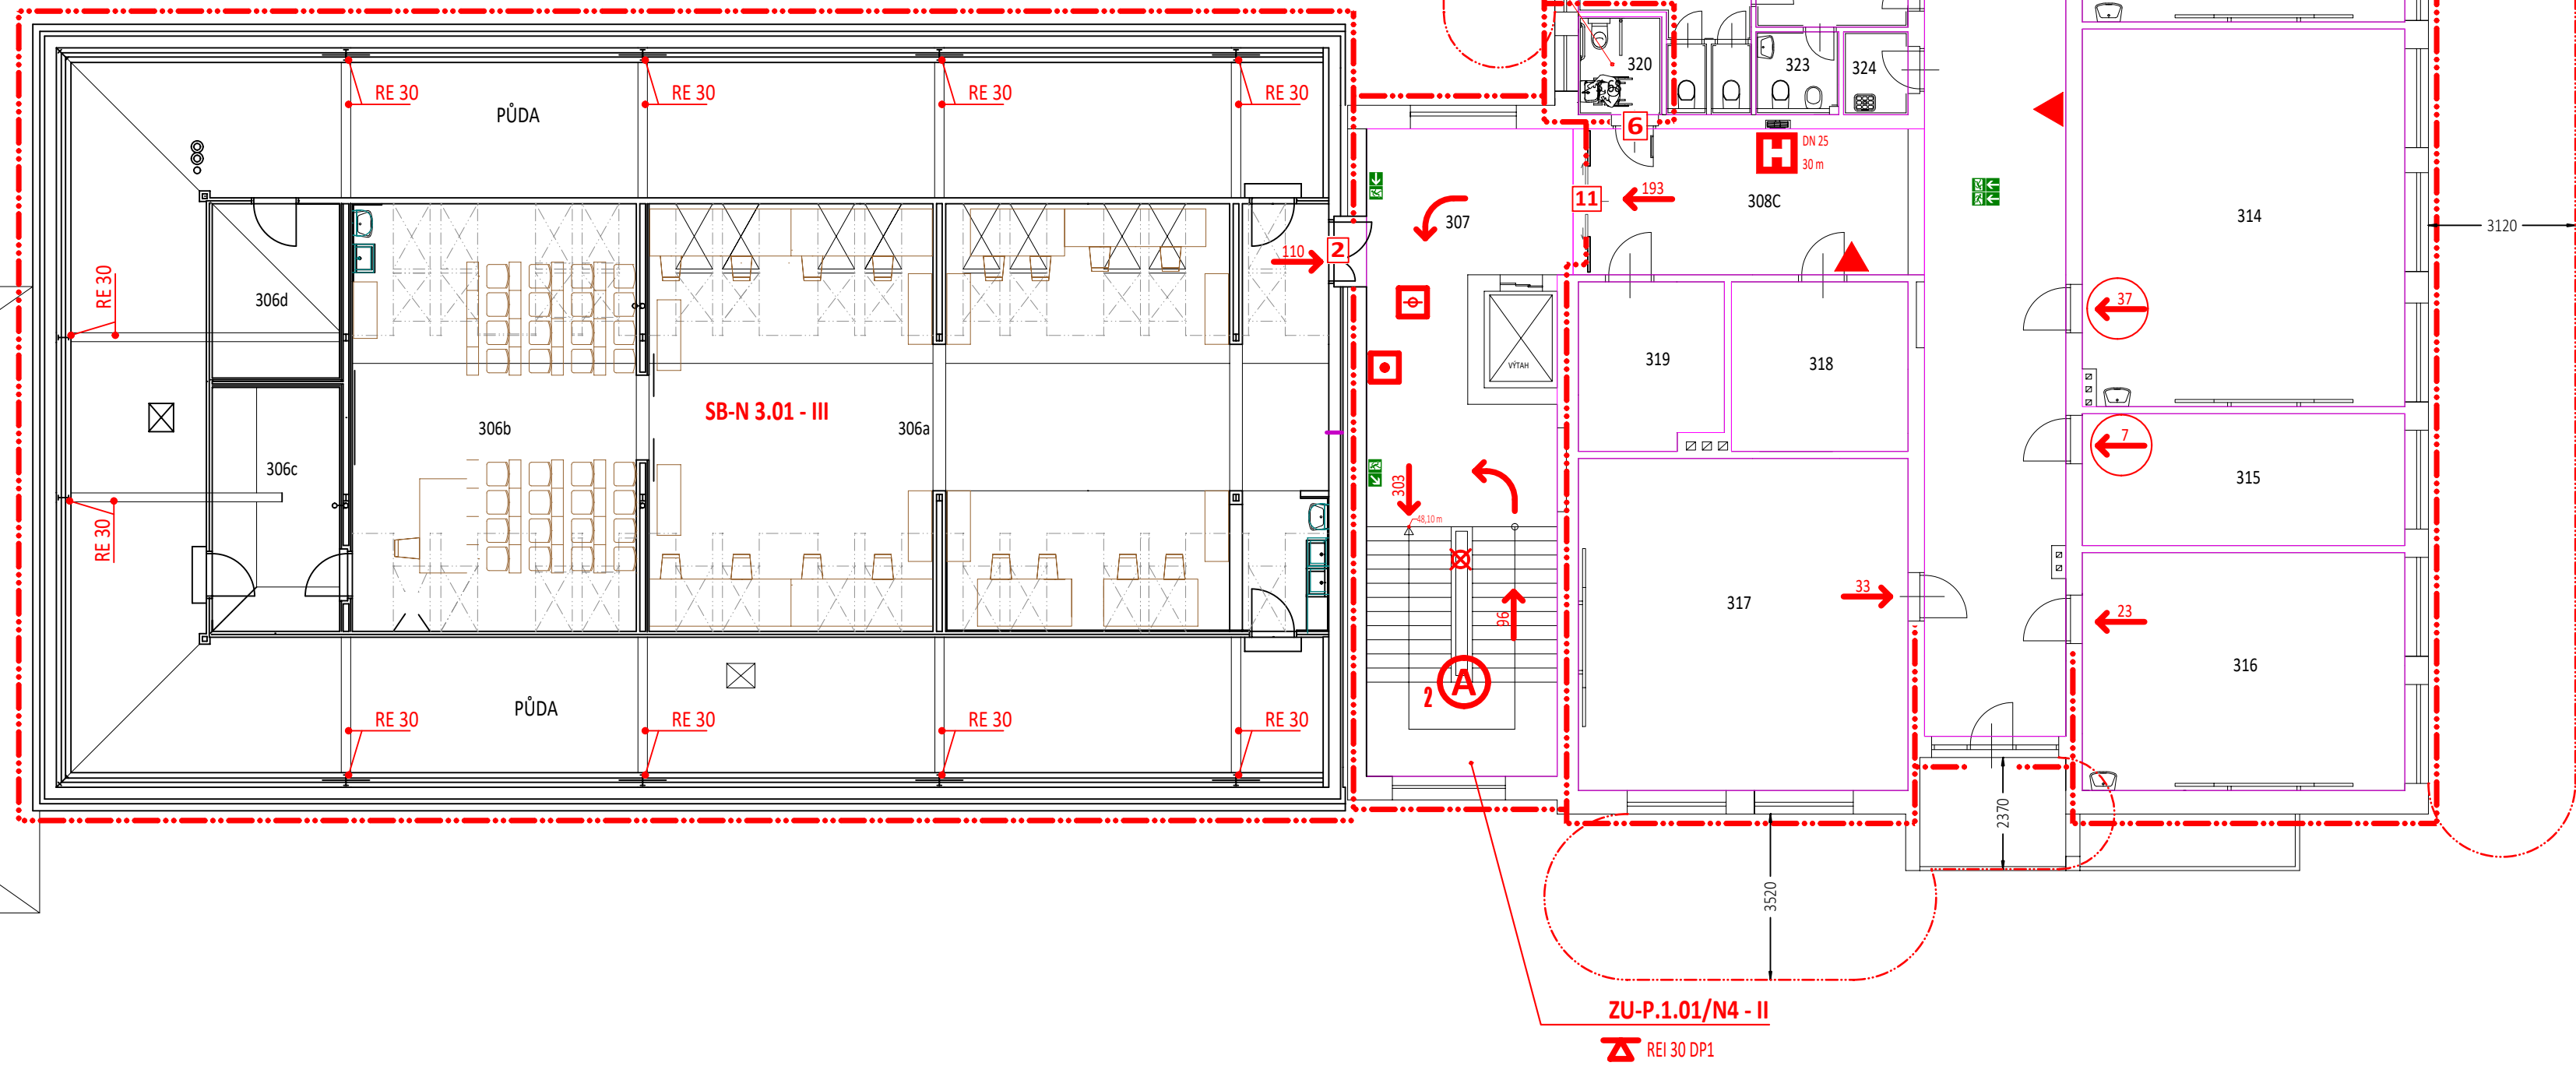 RE 30
RE 30
RE 30
RE 30
PŮDA
320
323
324
6
H
DN 25
30 m
11
193
308C
307
314
3120
110
2
RE 30
306d
37
319
318
VÝTAH
SB-N 3.01 - III
306b
306a
7
306c
315
303
48,10 m
RE 30
96
317
33
23
316
A
2
PŮDA
RE 30
RE 30
RE 30
RE 30
2370
3520
ZU-P.1.01/N4 - II
REI 30 DP1